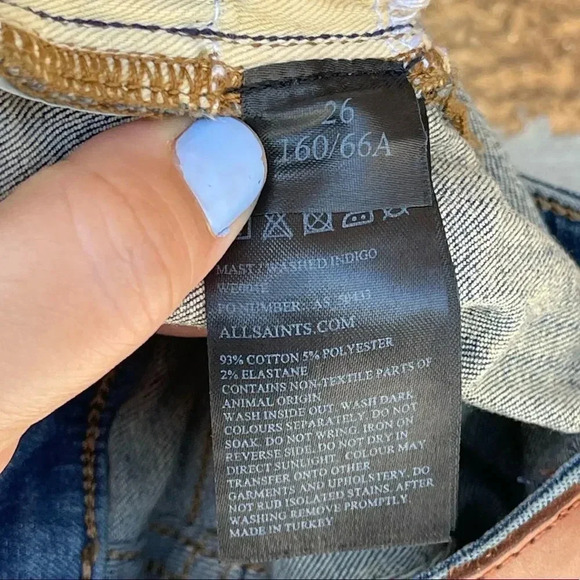 26
160/66A
MAST / WASHED INDIGO
WE004E
PO NUMBER: AS_50433
ALLSAINTS.COM
93% COTTON 5% POLYESTER
2% ELASTANE
CONTAINS NON-TEXTILE PARTS OF
ANIMAL ORIGIN
WASH INSIDE OUT. WASH DARK
COLOURS SEPARATELY. DO NOT
SOAK. DO NOT WRING. IRON ON
REVERSE SIDE. DO NOT DRY IN
DIRECT SUNLIGHT. COLOUR MAY
TRANSFER ONTO OTHER
GARMENTS AND UPHOLSTERY. DO
NOT RUB ISOLATED STAINS. AFTER
WASHING REMOVE PROMPTLY.
MADE IN TURKEY